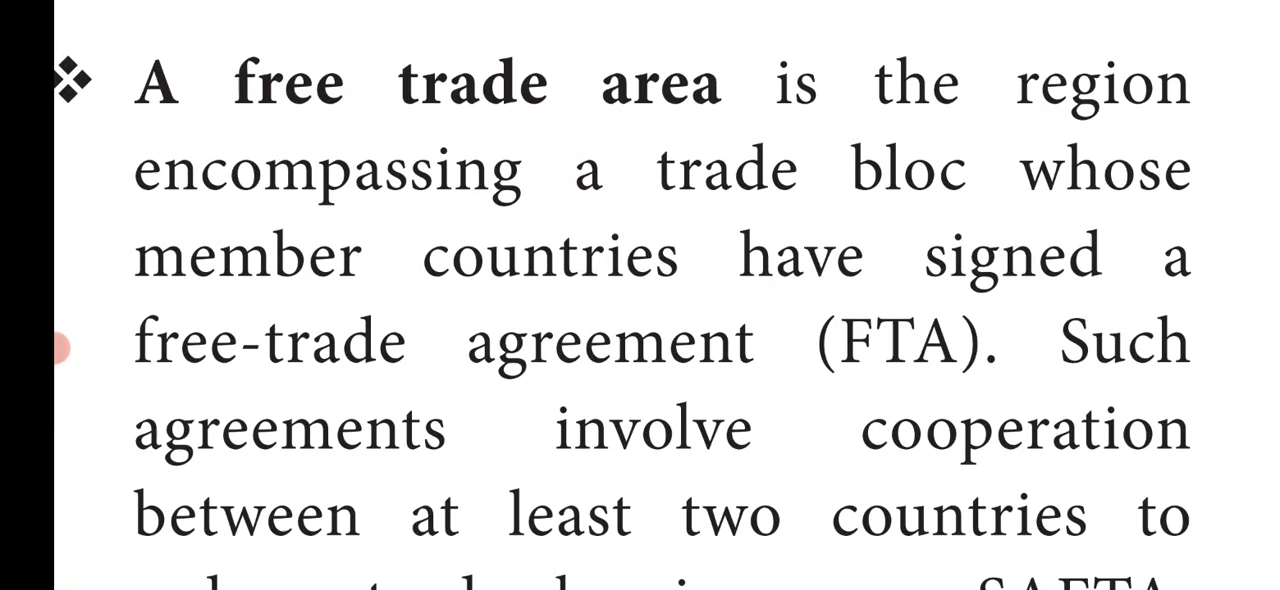 ❖ A free trade area is the region
encompassing a trade bloc whose
member countries have signed a
free-trade agreement (FTA). Such
agreements involve cooperation
between at least two countries to